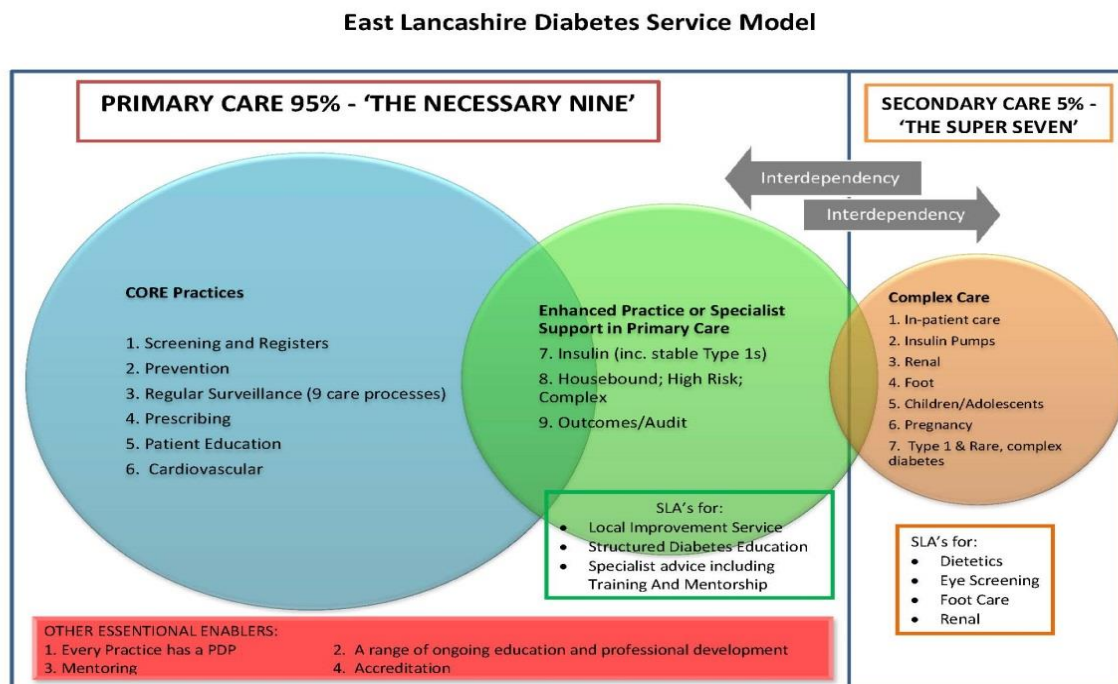 East Lancashire Diabetes Service Model
PRIMARY CARE 95% - ‘THE NECESSARY NINE’
SECONDARY CARE 5% -
‘THE SUPER SEVEN’
Interdependency
Interdependency
CORE Practices
1. Screening and Registers
2. Prevention
3. Regular Surveillance (9 care processes)
4. Prescribing
5. Patient Education
6. Cardiovascular
Enhanced Practice or Specialist
Support in Primary Care
7. Insulin (inc. stable Type 1s)
8. Housebound; High Risk;
Complex
9. Outcomes/Audit
Complex Care
1. In-patient care
2. Insulin Pumps
3. Renal
4. Foot
5. Children/Adolescents
6. Pregnancy
7. Type 1 & Rare, complex
diabetes
SLA's for:
• Local Improvement Service
• Structured Diabetes Education
• Specialist advice including
Training And Mentorship
SLA's for:
• Dietetics
• Eye Screening
• Foot Care
• Renal
OTHER ESSENTIONAL ENABLERS:
1. Every Practice has a PDP 2. A range of ongoing education and professional development
3. Mentoring 4. Accreditation